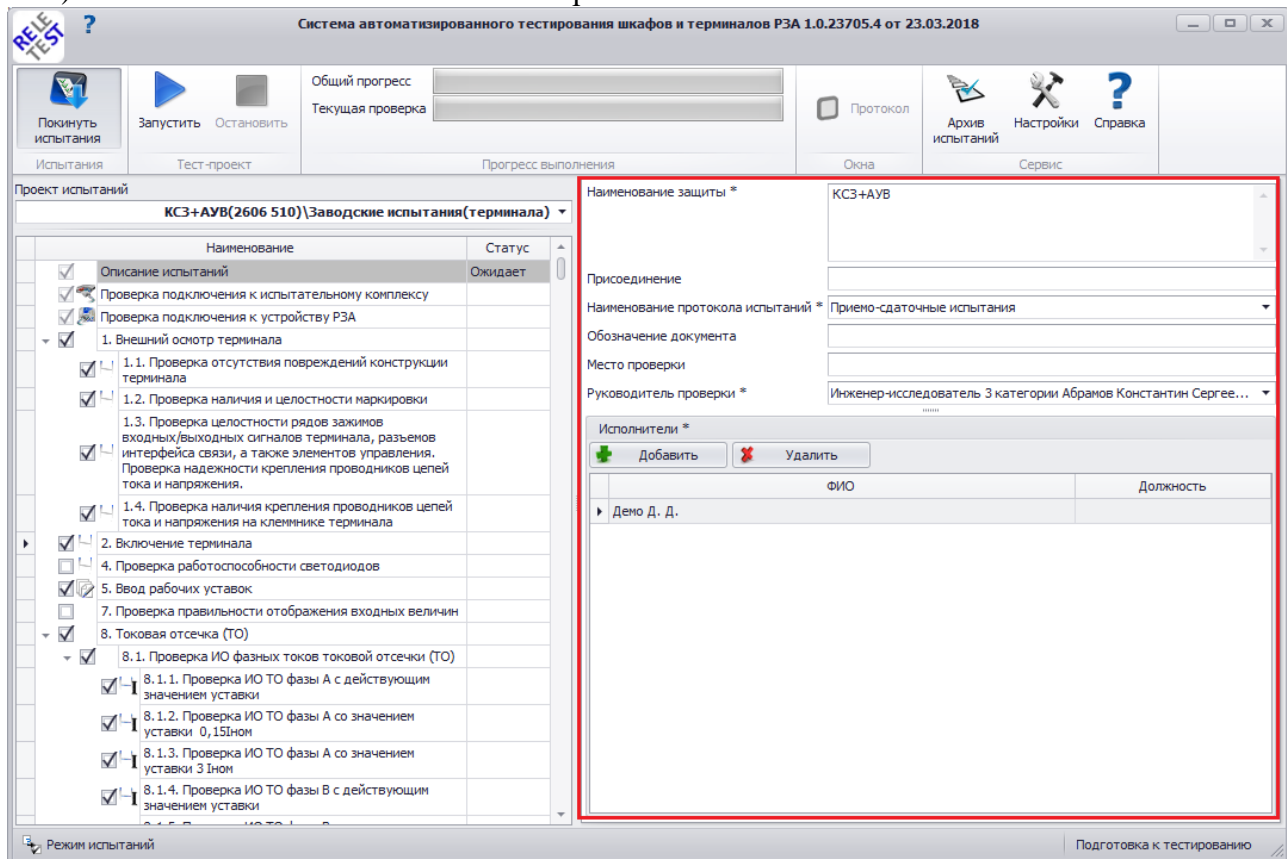 RELE
TEST
?
Система автоматизированного тестирования шкафов и терминалов РЗА 1.0.23705.4 от 23.03.2018
Покинуть
испытания
Запустить
Остановить
Общий прогресс
Текущая проверка
Протокол
Архив
испытаний
Настройки
Справка
Испытания
Тест-проект
Прогресс выполнения
Окна
Сервис
Проект испытаний
КСЗ+АУВ(2606 510)\Заводские испытания(терминала)
Наименование
Статус
Описание испытаний
Ожидает
Проверка подключения к испытательному комплексу
Проверка подключения к устройству РЗА
1. Внешний осмотр терминала
1.1. Проверка отсутствия повреждений конструкции
терминала
1.2. Проверка наличия и целостности маркировки
1.3. Проверка целостности рядов зажимов
входных/выходных сигналов терминала, разъемов
интерфейса связи, а также элементов управления.
Проверка надежности крепления проводников цепей
тока и напряжения.
1.4. Проверка наличия крепления проводников цепей
тока и напряжения на клеммнике терминала
2. Включение терминала
4. Проверка работоспособности светодиодов
5. Ввод рабочих уставок
7. Проверка правильности отображения входных величин
8. Токовая отсечка (ТО)
8.1. Проверка ИО фазных токов токовой отсечки (ТО)
8.1.1. Проверка ИО ТО фазы А с действующим
значением уставки
8.1.2. Проверка ИО ТО фазы А со значением
уставки 0,15Iном
8.1.3. Проверка ИО ТО фазы А со значением
уставки 3 Iном
8.1.4. Проверка ИО ТО фазы В с действующим
значением уставки
Наименование защиты *
КСЗ+АУВ
Присоединение
Наименование протокола испытаний *
Приемо-сдаточные испытания
Обозначение документа
Место проверки
Руководитель проверки *
Инженер-исследователь 3 категории Абрамов Константин Сергее...
Исполнители *
Добавить
Удалить
ФИО
Должность
Демо Д. Д.
Режим испытаний
Подготовка к тестированию